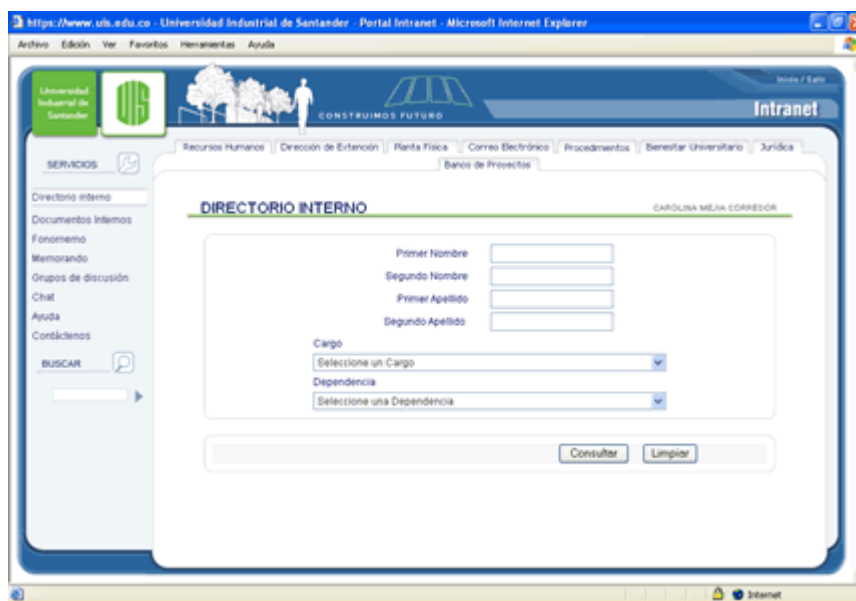 https://www.uis.edu.co - Universidad Industrial de Santander - Portal Intranet - Microsoft Internet Explorer
Archivo Edición Ver Favoritos Herramientas Ayuda
Universidad
Industrial de
Santander
UIS
CONSTRUIMOS FUTURO
Inicio / Salir
Intranet
Recursos Humanos Dirección de Extención Planta Física Correo Electrónico Procedimientos Bienestar Universitario Jurídica
Banco de Proyectos
SERVICIOS
Directorio interno
Documentos Internos
Fonomemo
Memorando
Grupos de discusión
Chat
Ayuda
Contáctenos
BUSCAR
DIRECTORIO INTERNO
CAROLINA MEJIA CORREDOR
Primer Nombre
Segundo Nombre
Primer Apellido
Segundo Apellido
Cargo
Seleccione un Cargo
Dependencia
Seleccione una Dependencia
Consultar Limpiar
Internet